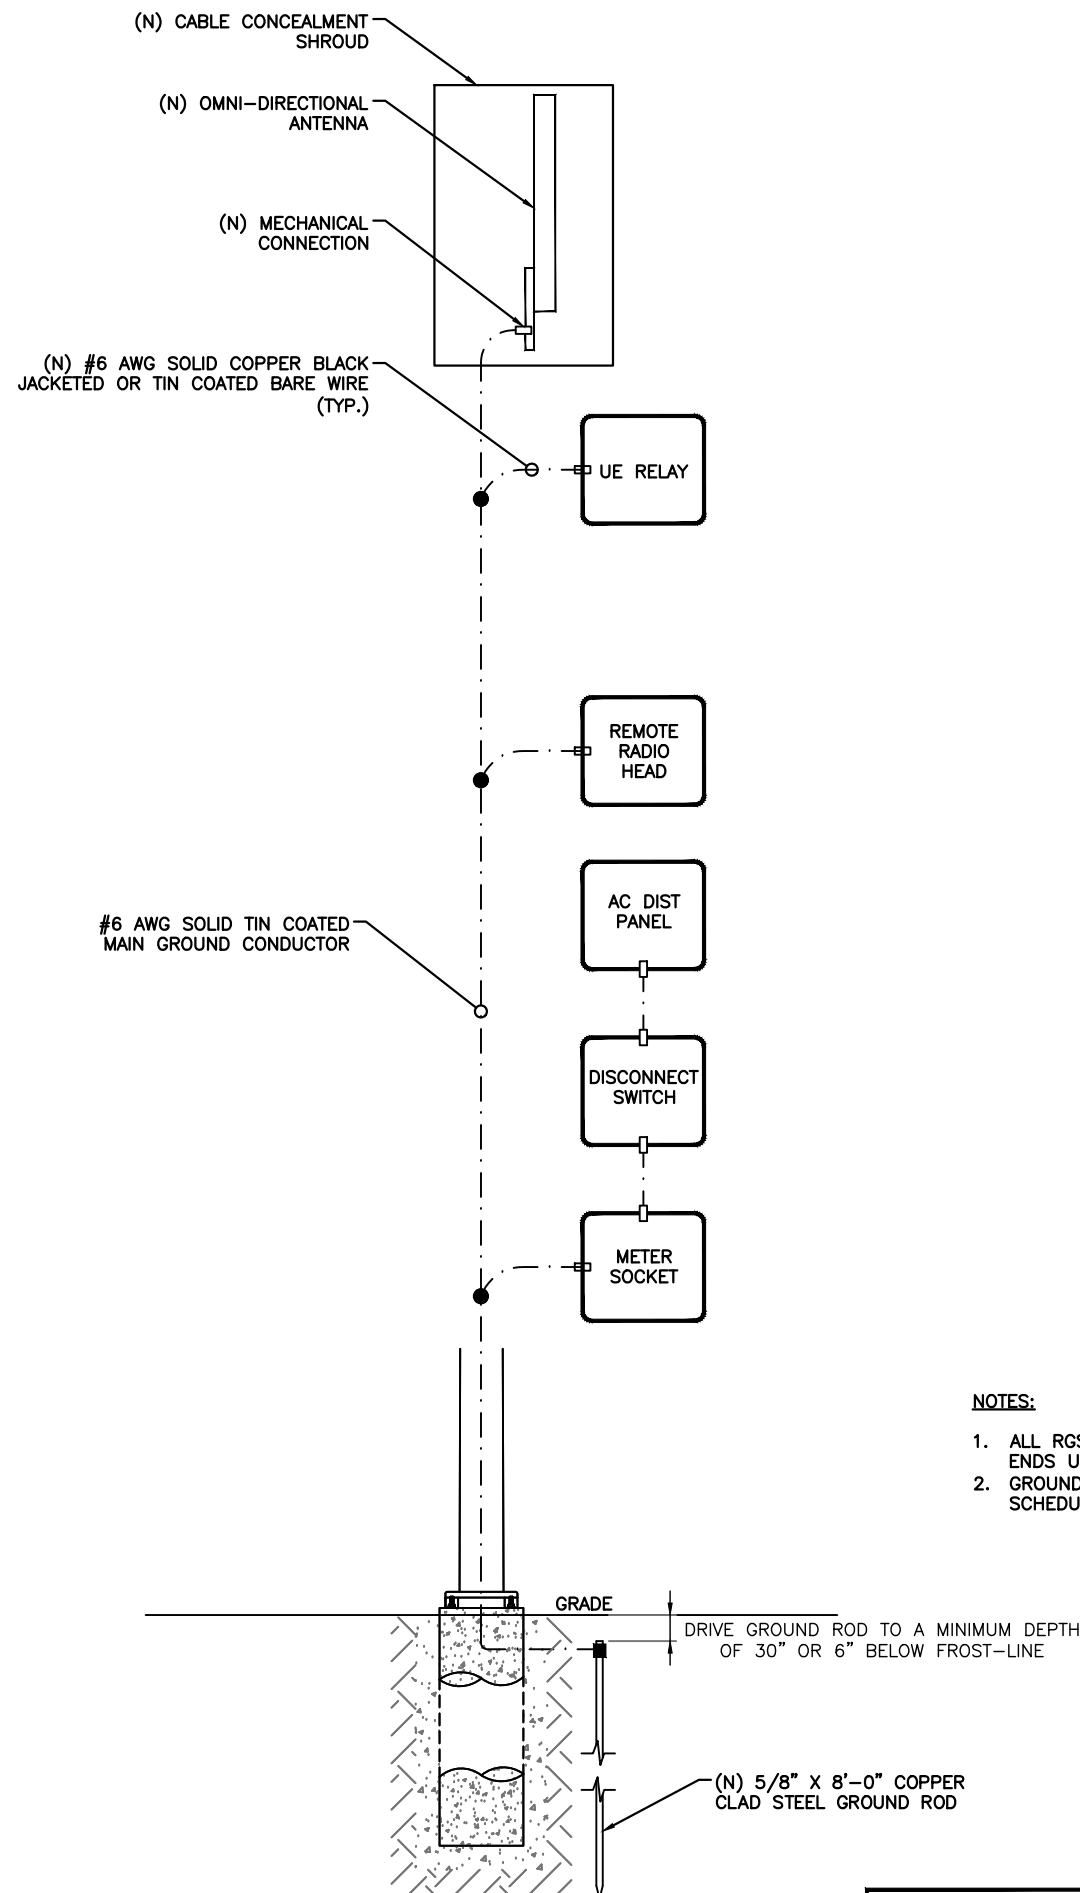 (N) CABLE CONCEALMENT
SHROUD
(N) OMNI-DIRECTIONAL
ANTENNA
(N) MECHANICAL
CONNECTION
(N) #6 AWG SOLID COPPER BLACK
JACKETED OR TIN COATED BARE WIRE
(TYP.)
UE RELAY
REMOTE
RADIO
HEAD
AC DIST
PANEL
#6 AWG SOLID TIN COATED
MAIN GROUND CONDUCTOR
DISCONNECT
SWITCH
METER
SOCKET
NOTES:
1. ALL
ENDS
2. GROUND
GRADE
DRIVE GROUND ROD TO A MINIMUM DEPTH
OF 30" OR 6" BELOW FROST-LINE
(N) 5/8" X 8'-0" COPPER
CLAD STEEL GROUND ROD